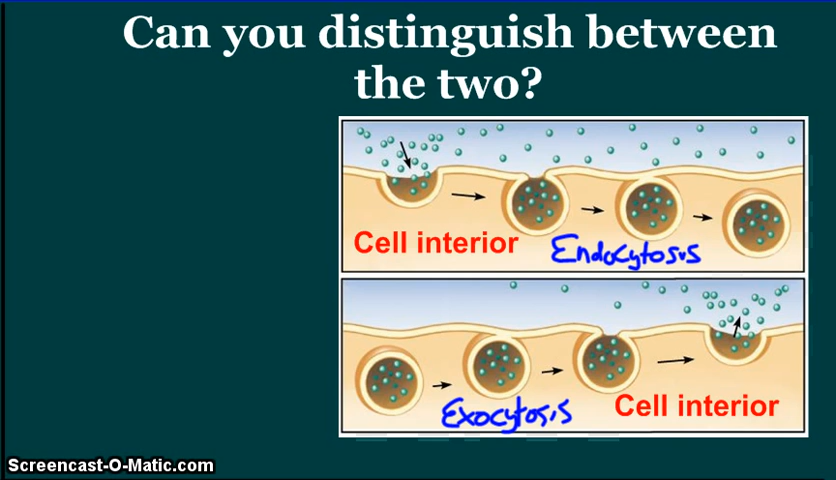 Can you distinguish between
the two?
Cell interior
Endocytosis
Exocytosis
Cell interior
Screencast-O-Matic.com